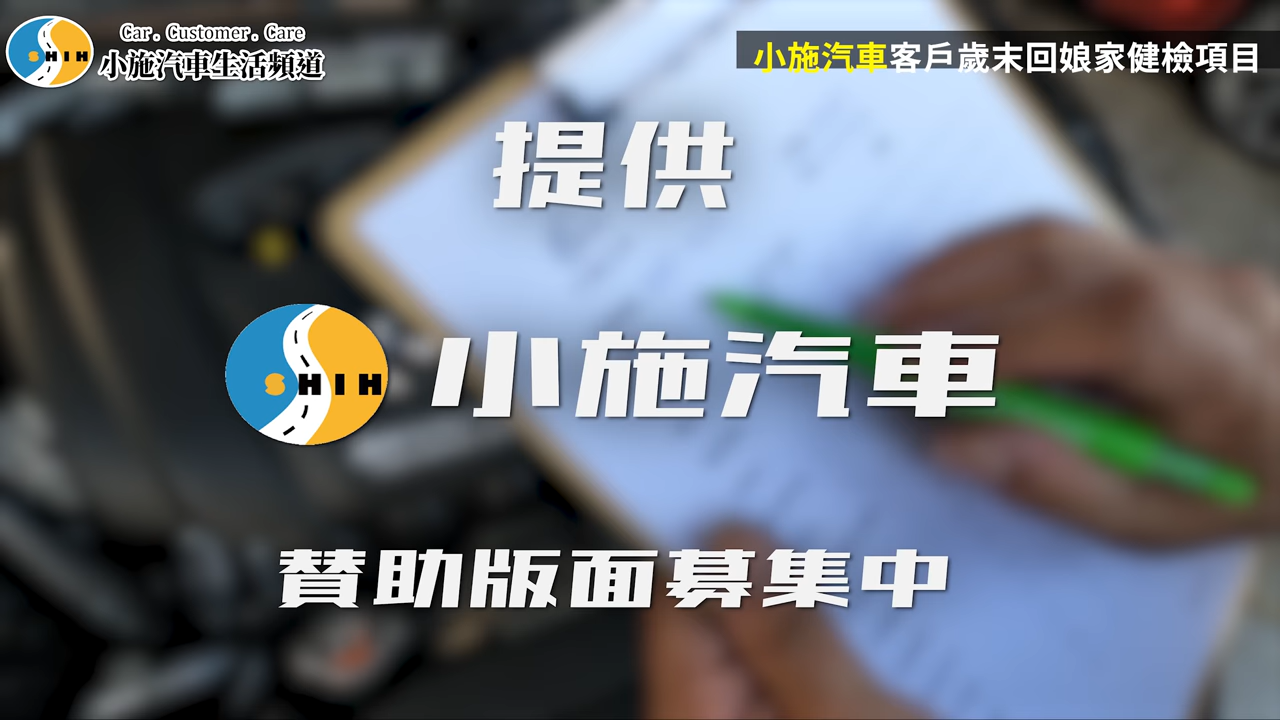 SHIH
Car. Customer. Care
小施汽車生活頻道
小施汽車客戶歲末回娘家健檢項目
提供
SHIH
小施汽車
贊助版面募集中